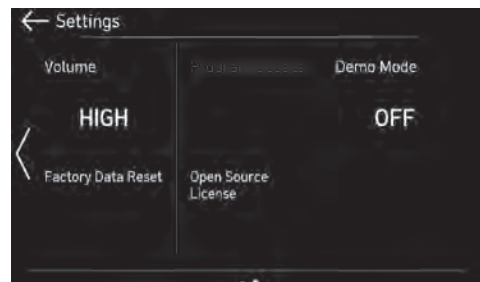 Settings
Volume
Demo Mode
HIGH
OFF
Factory Data Reset
Open Source
License